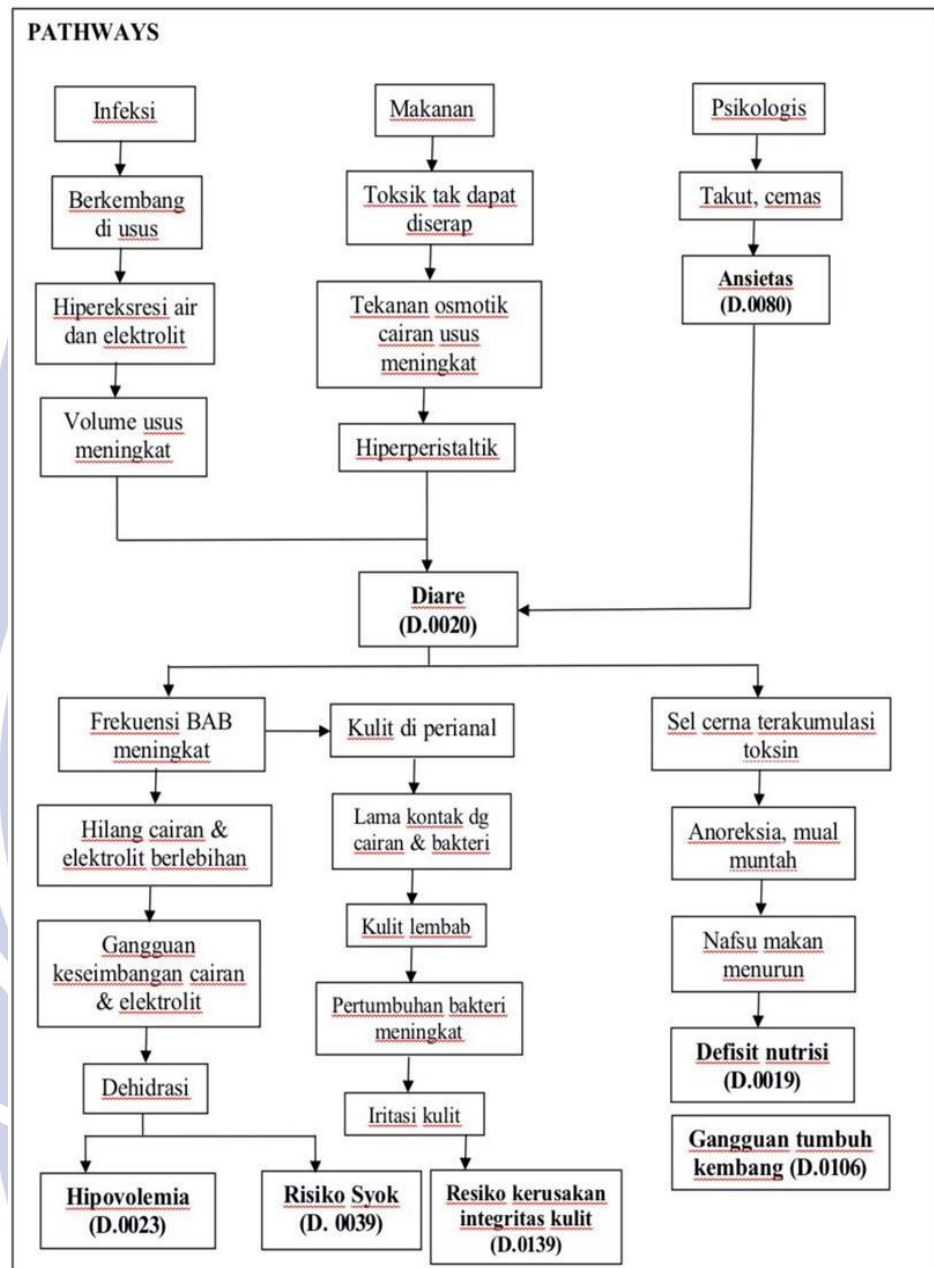 PATHWAYS
Infeksi
Makanan
Psikologis
Berkembang
di usus
Toksik tak dapat
diserap
Takut, cemas
Hipereksresi air
dan elektrolit
Tekanan osmotik
cairan usus
meningkat
Ansietas
(D.0080)
Volume usus
meningkat
Hiperperistaltik
Diare
(D.0020)
Frekuensi BAB
meningkat
Kulit di perianal
Sel cerna terakumulasi
toksin
Hilang cairan &
elektrolit berlebihan
Lama kontak dg
cairan & bakteri
Anoreksia, mual
muntah
Gangguan
keseimbangan cairan
& elektrolit
Kulit lembab
Nafsu makan
menurun
Pertumbuhan bakteri
meningkat
Defisit nutrisi
(D.0019)
Dehidrasi
Iritasi kulit
Gangguan tumbuh
kembang (D.0106)
Hipovolemia
(D.0023)
Risiko Syok
(D. 0039)
Resiko kerusakan
integritas kulit
(D.0139)